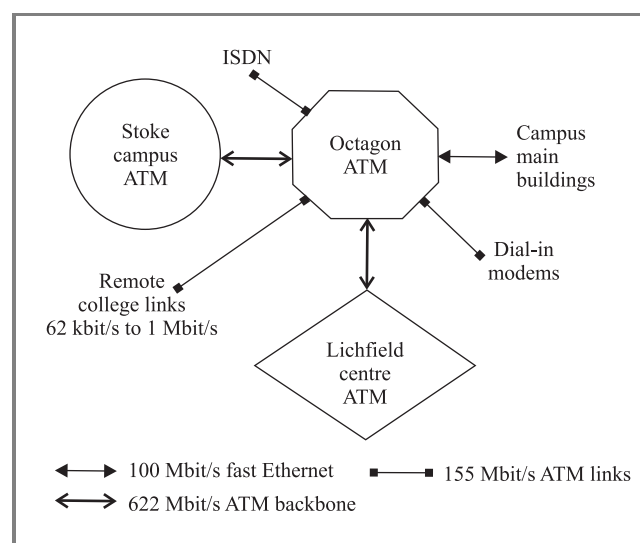 ISDN
Stoke
campus
ATM
Octagon
ATM
Campus
main
buildings
Remote
college links
62 kbit/s to 1 Mbit/s
Dial-in
modems
Lichfield
centre
ATM
100 Mbit/s fast Ethernet
155 Mbit/s ATM links
622 Mbit/s ATM backbone